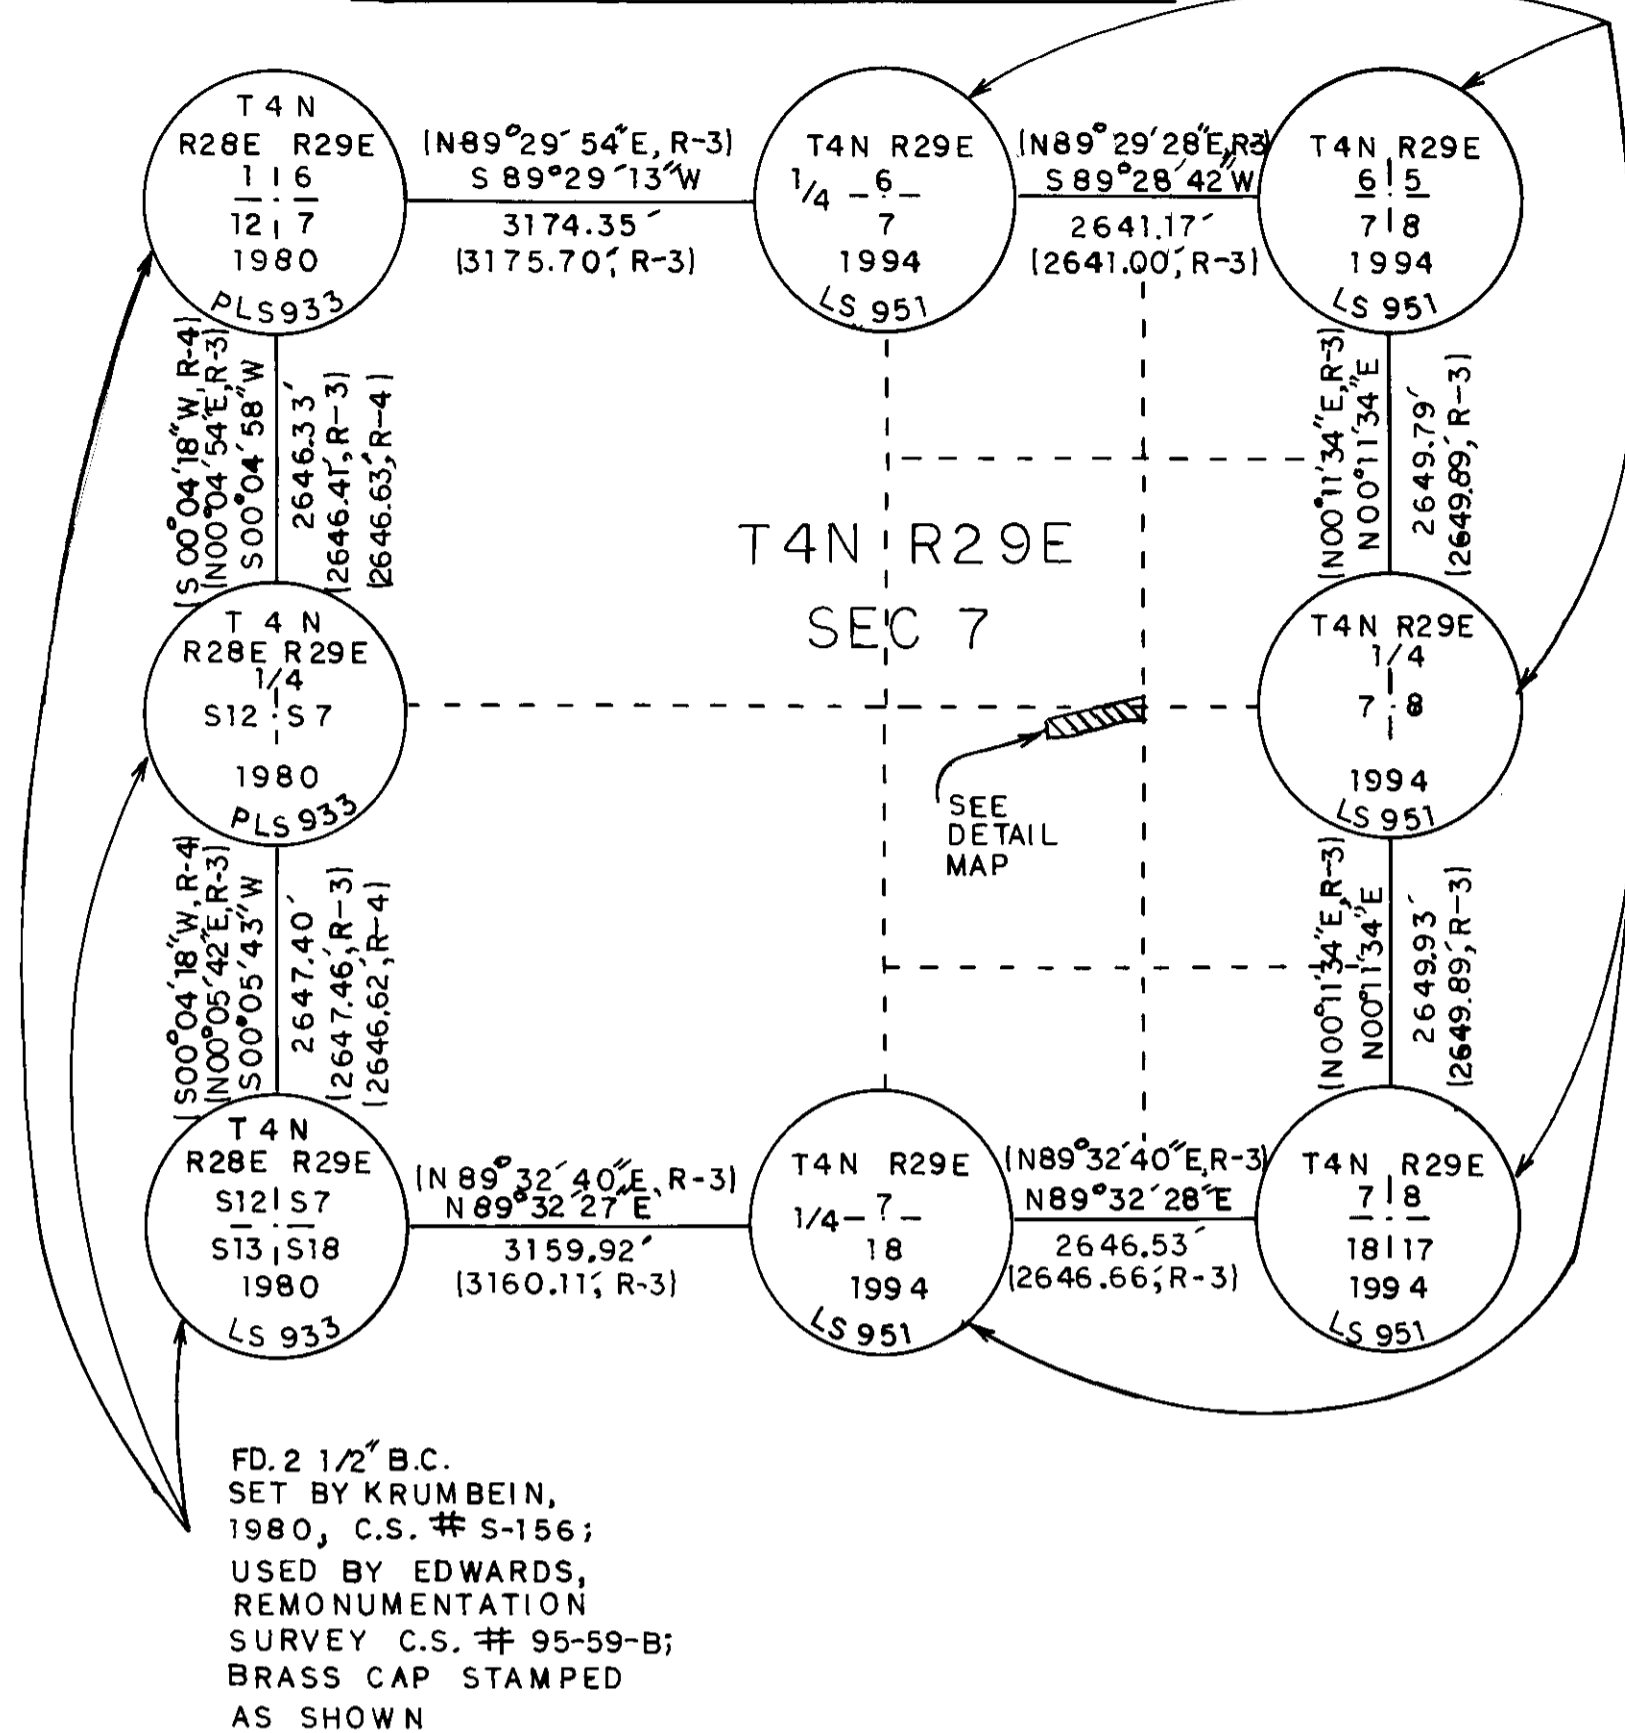 T 4 N
R28E R29E
1 6
12 7
1980
PLS 933
(N89°29'54"E, R-3)
S 89°29'13"W
3174.35'
(3175.70', R-3)
T4N R29E
1/4 6
7
1994
LS 951
(N89°29'28"E, R3)
S89°28'42"W
2641.17'
(2641.00', R-3)
T4N R29E
6 5
7 8
1994
LS 951
(S 00°04'18"W, R-4)
(N00°04'54"E, R-3)
S00°04'58"W
2646.33'
(2646.41', R-3)
(2646.63', R-4)
(N00°11'34"E, R-3)
N00°11'34"E
2649.79'
(2649.89', R-3)
T4N R29E
SEC 7
T 4 N
R28E R29E
1/4
S12 S7
1980
PLS 933
T4N R29E
1/4
7 8
1994
LS 951
SEE
DETAIL
MAP
(S00°04'18"W, R-4)
(N00°05'42"E, R-3)
S00°05'43"W
2647.40'
(2647.46', R-3)
(2646.62', R-4)
(N00°11'34"E, R-3)
N00°11'34"E
2649.93'
(2649.89', R-3)
T 4 N
R28E R29E
S12 S7
S13 S18
1980
LS 933
(N 89°32'40"E, R-3)
N 89°32'27"E
3159.92'
(3160.11', R-3)
T4N R29E
1/4 7
18
1994
LS 951
(N89°32'40"E, R-3)
N89°32'28"E
2646.53'
(2646.66', R-3)
T4N R29E
7 8
18 17
1994
LS 951
FD. 2 1/2" B.C.
SET BY KRUMBEIN,
1980, C.S. # S-156;
USED BY EDWARDS,
REMONUMENTATION
SURVEY C.S. # 95-59-B;
BRASS CAP STAMPED
AS SHOWN